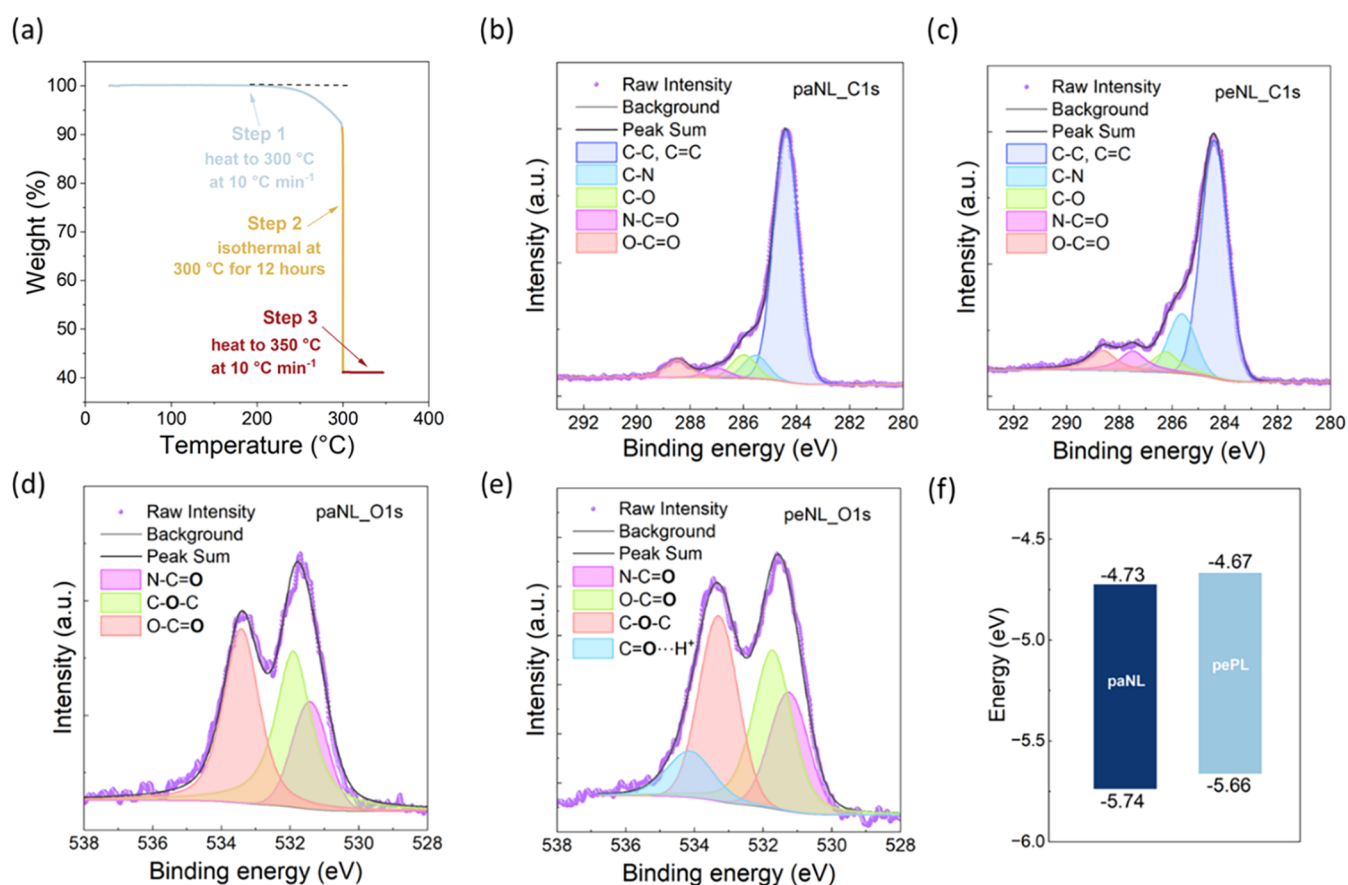 (a)
100
90
80
70
60
50
40
Weight (%)
0
100
200
300
400
Temperature (°C)
Step 1
heat to 300 °C
at 10 °C min-1
Step 2
isothermal at
300 °C for 12 hours
Step 3
heat to 350 °C
at 10 °C min-1
(b)
Raw Intensity
Background
Peak Sum
C-C, C=C
C-N
C-O
N-C=O
O-C=O
paNL_C1s
Intensity (a.u.)
292 290 288 286 284 282 280
Binding energy (eV)
(c)
Raw Intensity
Background
Peak Sum
C-C, C=C
C-N
C-O
N-C=O
O-C=O
peNL_C1s
Intensity (a.u.)
292 290 288 286 284 282 280
Binding energy (eV)
(d)
Raw Intensity
Background
Peak Sum
N-C=O
C-O-C
O-C=O
paNL_O1s
Intensity (a.u.)
538 536 534 532 530 528
Binding energy (eV)
(e)
Raw Intensity
Background
Peak Sum
N-C=O
O-C=O
C-O-C
C=O···H+
peNL_O1s
Intensity (a.u.)
538 536 534 532 530 528
Binding energy (eV)
(f)
−4.5
−5.0
−5.5
−6.0
Energy (eV)
-4.73
paNL
-5.74
-4.67
pePL
-5.66